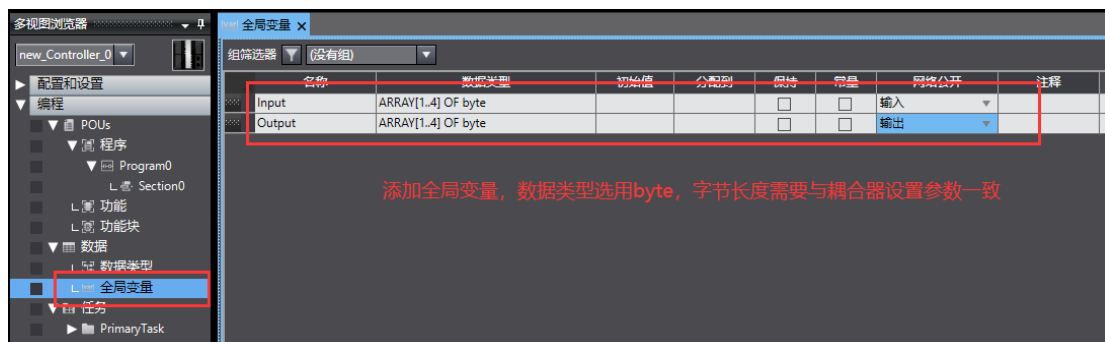 多视图浏览器
new_Controller_0
配置和设置
编程
POUs
程序
Program0
Section0
功能
功能块
数据
数据类型
全局变量
任务
PrimaryTask
全局变量
组筛选器 (没有组)
名称 数据类型 初始值 分配到 保持 常量 网络公开 注释
Input ARRAY[1..4] OF byte 输入
Output ARRAY[1..4] OF byte 输出
添加全局变量，数据类型选用byte，字节长度需要与耦合器设置参数一致